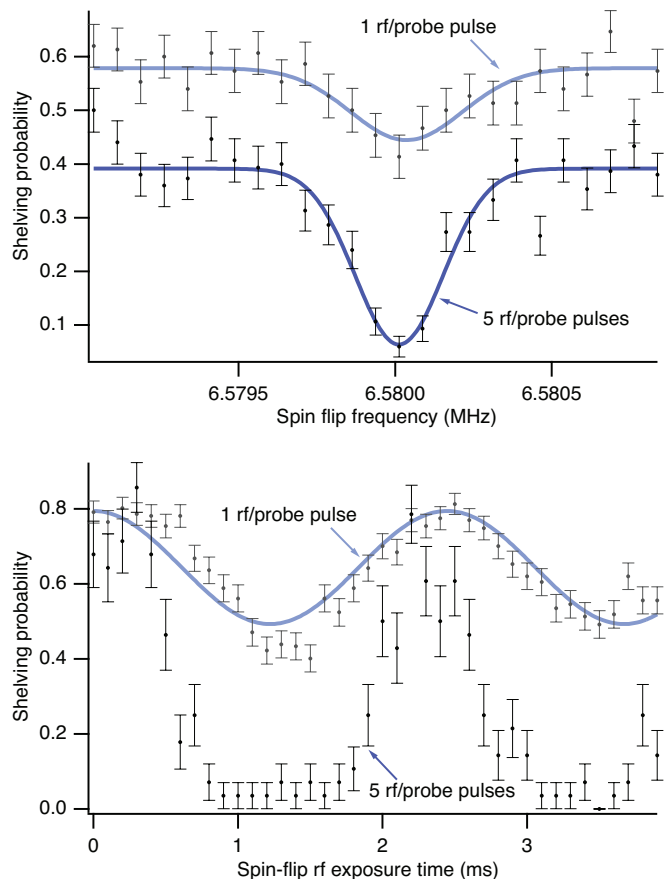 1 rf/probe pulse
0.6
0.5
0.4
0.3
0.2
0.1
Shelving probability
5 rf/probe pulses
6.5795
6.5800
6.5805
Spin flip frequency (MHz)
0.8
0.6
0.4
0.2
0.0
Shelving probability
1 rf/probe pulse
5 rf/probe pulses
0
1
2
3
Spin-flip rf exposure time (ms)